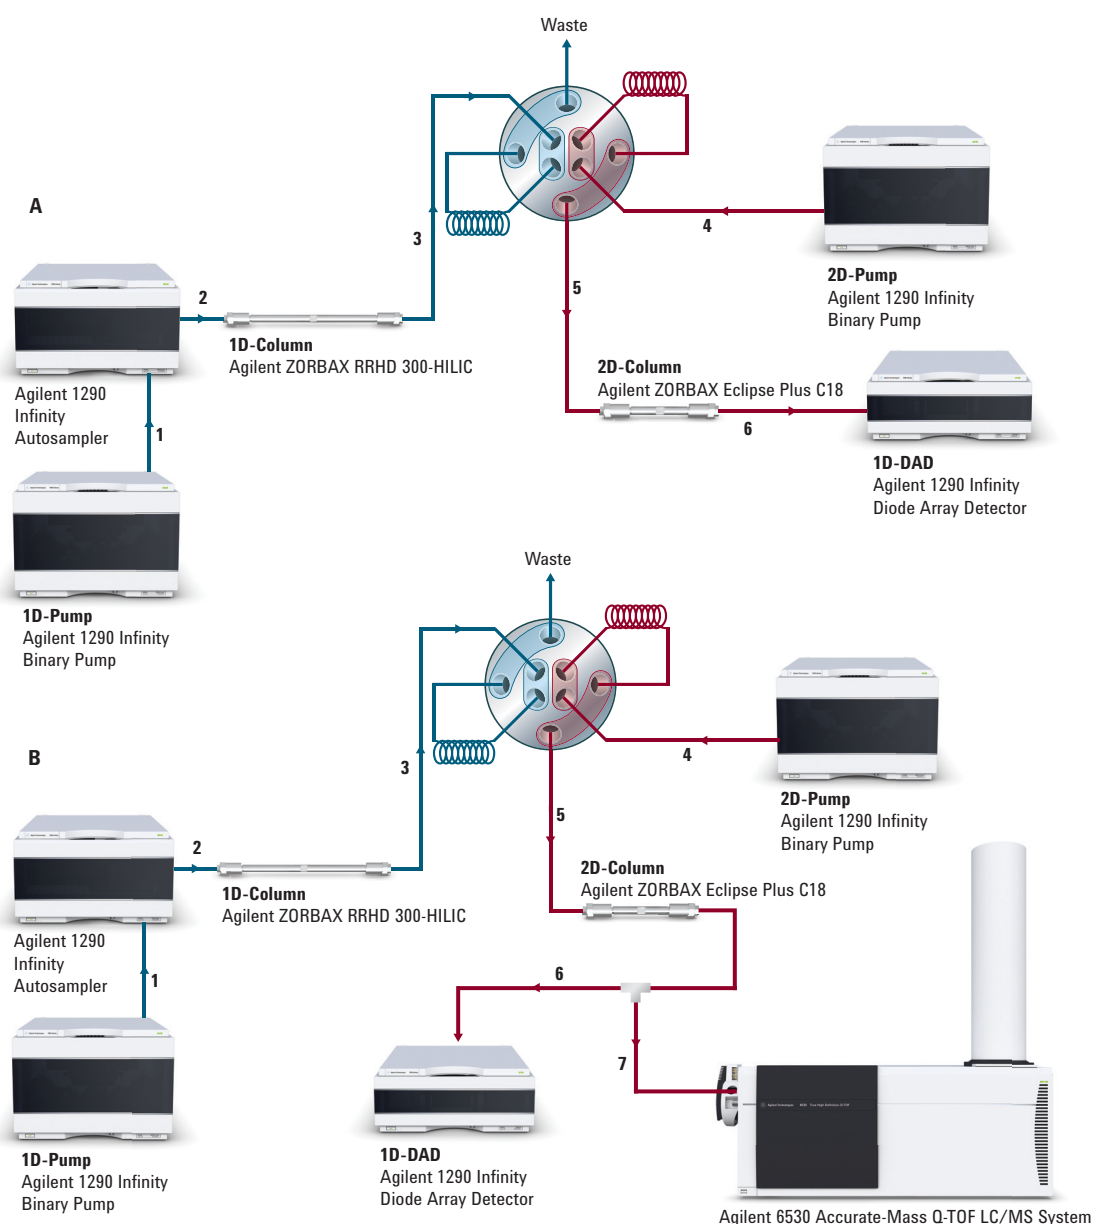 Waste
A
3
4
2D-Pump
Agilent 1290 Infinity
Binary Pump
5
2
1D-Column
Agilent ZORBAX RRHD 300-HILIC
2D-Column
Agilent ZORBAX Eclipse Plus C18
6
Agilent 1290
Infinity
Autosampler
1
1D-DAD
Agilent 1290 Infinity
Diode Array Detector
1D-Pump
Agilent 1290 Infinity
Binary Pump
Waste
B
3
4
2D-Pump
Agilent 1290 Infinity
Binary Pump
5
2
1D-Column
Agilent ZORBAX RRHD 300-HILIC
2D-Column
Agilent ZORBAX Eclipse Plus C18
Agilent 1290
Infinity
Autosampler
1
6
7
1D-DAD
Agilent 1290 Infinity
Diode Array Detector
1D-Pump
Agilent 1290 Infinity
Binary Pump
Agilent 6530 Accurate-Mass Q-TOF LC/MS System